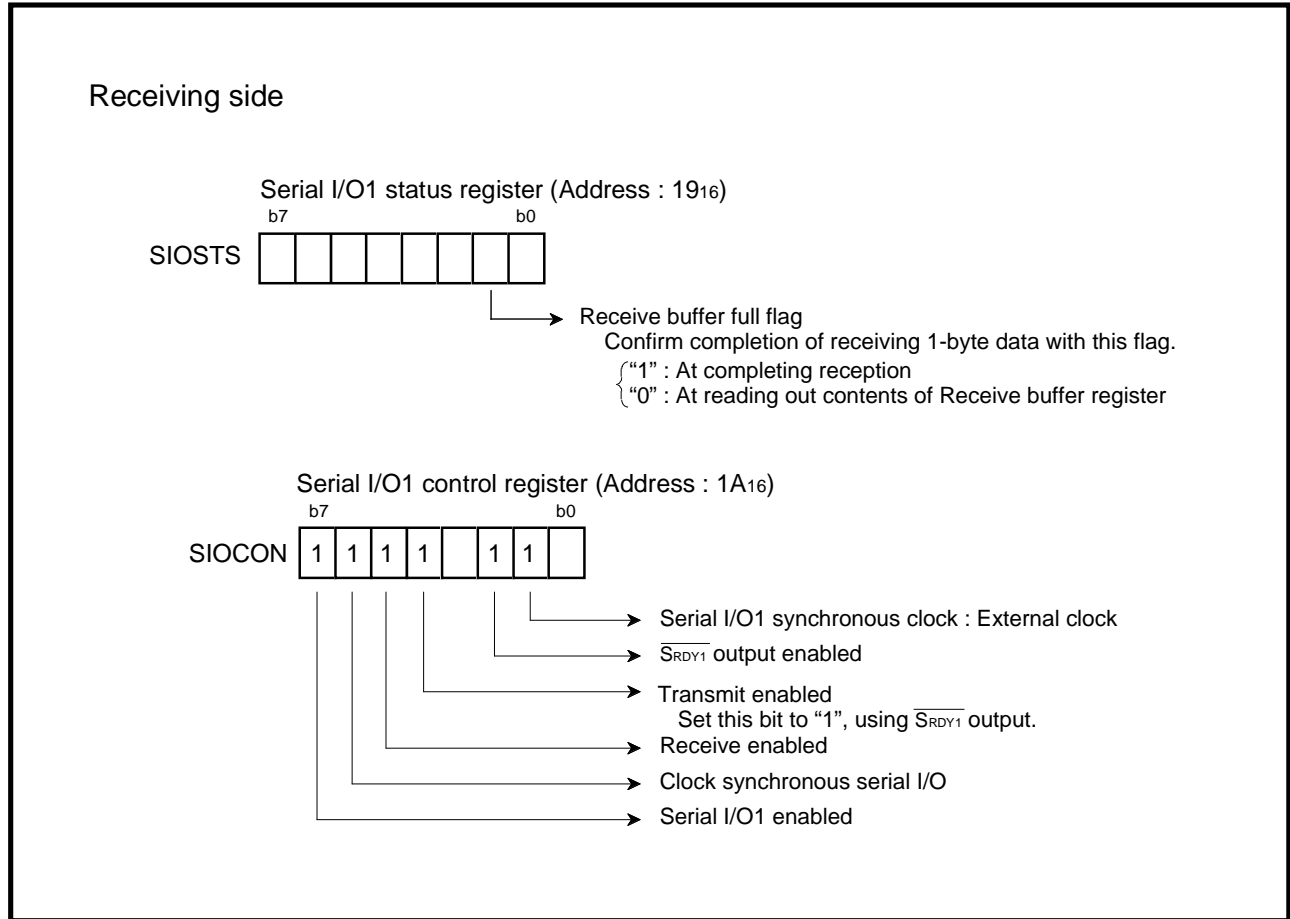 Receiving side
Serial I/O1 status register (Address : 1916)
b7 b0
SIOSTS
Receive buffer full flag
Confirm completion of receiving 1-byte data with this flag.
“1” : At completing reception
“0” : At reading out contents of Receive buffer register
Serial I/O1 control register (Address : 1A16)
b7 b0
SIOCON 1 1 1 1 1 1
Serial I/O1 synchronous clock : External clock
SRDY1 output enabled
Transmit enabled
Set this bit to “1”, using SRDY1 output.
Receive enabled
Clock synchronous serial I/O
Serial I/O1 enabled